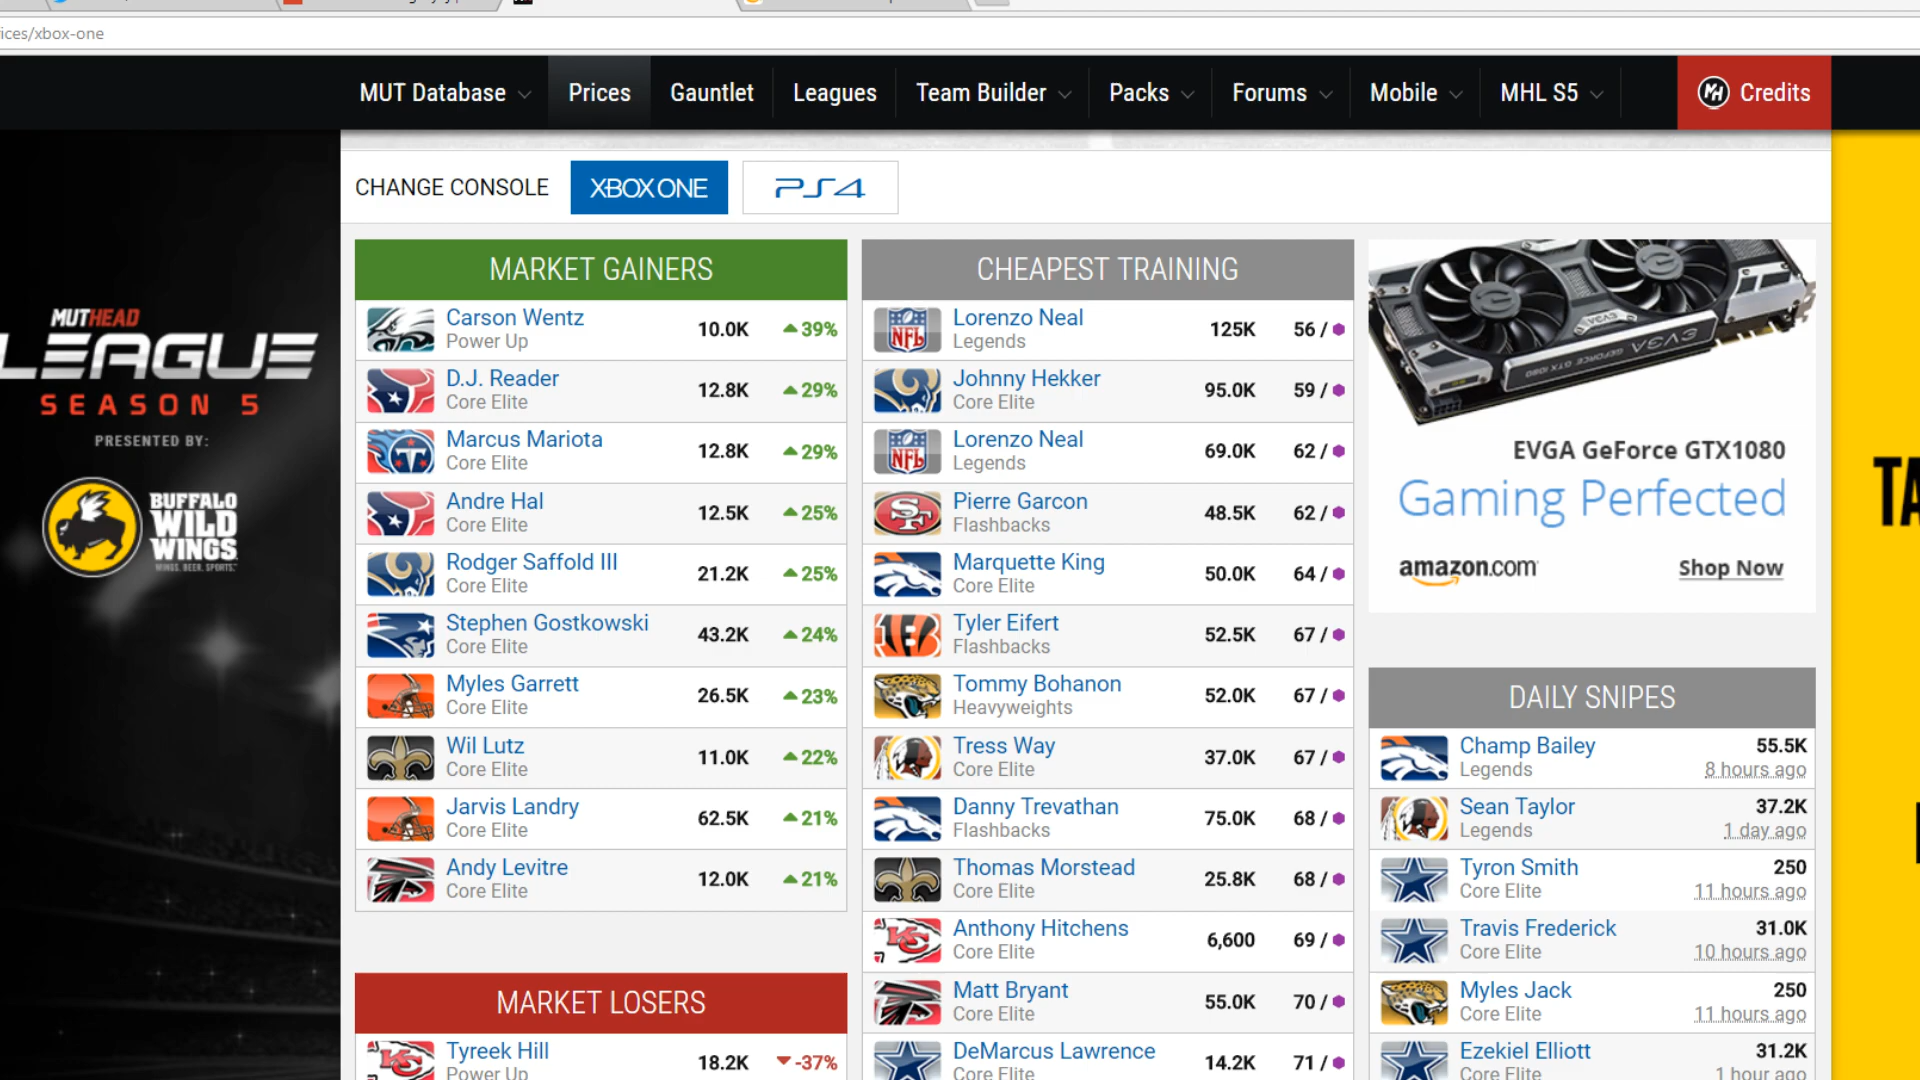 ices/xbox-one
MUT Database
Prices
Gauntlet
Leagues
Team Builder
Packs
Forums
Mobile
MHL S5
Credits
CHANGE CONSOLE
XBOX ONE
PS4
MUTHEAD
LEAGUE
SEASON 5
PRESENTED BY:
BUFFALO
WILD
WINGS
WINGS. BEER. SPORTS.
MARKET GAINERS
Carson Wentz 10.0K 39%
Power Up
D.J. Reader 12.8K 29%
Core Elite
Marcus Mariota 12.8K 29%
Core Elite
Andre Hal 12.5K 25%
Core Elite
Rodger Saffold III 21.2K 25%
Core Elite
Stephen Gostkowski 43.2K 24%
Core Elite
Myles Garrett 26.5K 23%
Core Elite
Wil Lutz 11.0K 22%
Core Elite
Jarvis Landry 62.5K 21%
Core Elite
Andy Levitre 12.0K 21%
Core Elite
MARKET LOSERS
Tyreek Hill 18.2K -37%
Power Up
CHEAPEST TRAINING
Lorenzo Neal 125K 56 /
Legends
Johnny Hekker 95.0K 59 /
Core Elite
Lorenzo Neal 69.0K 62 /
Legends
Pierre Garcon 48.5K 62 /
Flashbacks
Marquette King 50.0K 64 /
Core Elite
Tyler Eifert 52.5K 67 /
Flashbacks
Tommy Bohanon 52.0K 67 /
Heavyweights
Tress Way 37.0K 67 /
Core Elite
Danny Trevathan 75.0K 68 /
Flashbacks
Thomas Morstead 25.8K 68 /
Core Elite
Anthony Hitchens 6,600 69 /
Core Elite
Matt Bryant 55.0K 70 /
Core Elite
DeMarcus Lawrence 14.2K 71 /
Core Elite
EVGA GeForce GTX1080
Gaming Perfected
amazon.com
Shop Now
DAILY SNIPES
Champ Bailey 55.5K
Legends 8 hours ago
Sean Taylor 37.2K
Legends 1 day ago
Tyron Smith 250
Core Elite 11 hours ago
Travis Frederick 31.0K
Core Elite 10 hours ago
Myles Jack 250
Core Elite 11 hours ago
Ezekiel Elliott 31.2K
Core Elite 1 hour ago
TA